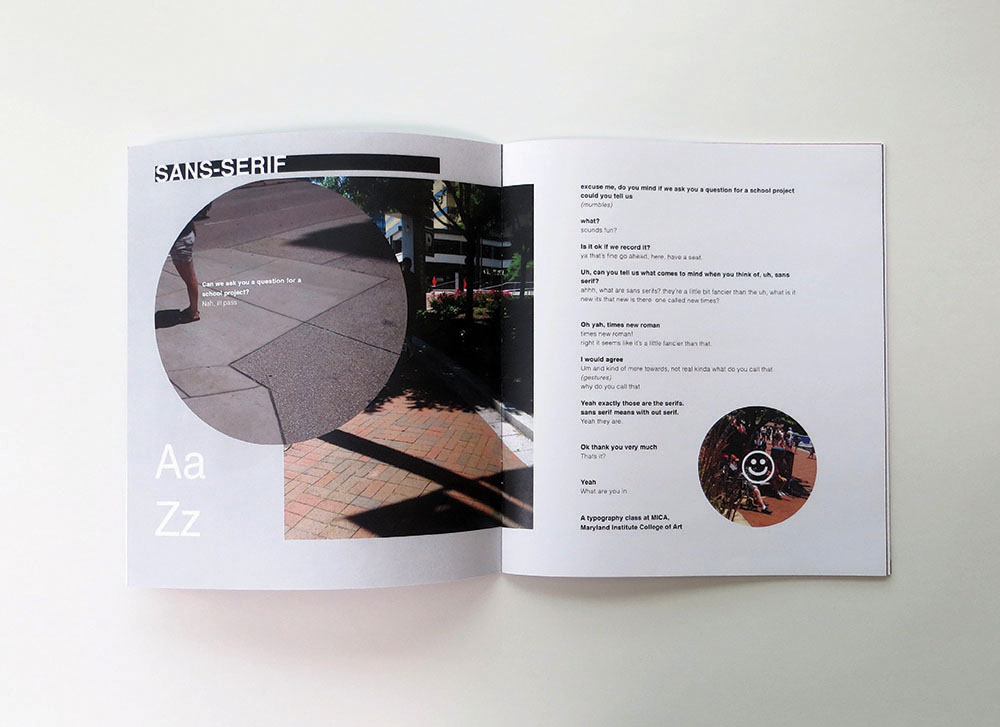 SANS-SERIF
Can we ask you a question for a
school project?
Nah, ill pass
Aa
Zz
excuse me, do you mind if we ask you a question for a school project
could you tell us
(mumbles)
what?
sounds fun?
Is it ok if we record it?
ya that's fine go ahead, here, have a seat.
Uh, can you tell us what comes to mind when you think of, uh, sans
serif?
ahhh, what are sans serifs? they're a little bit fancier than the uh, what is it
new its that new is there one called new times?
Oh yah, times new roman
times new roman!
right it seems like it's a little fancier than that.
I would agree
Um and kind of more towards, not real kinda what do you call that
(gestures)
why do you call that
Yeah exactly those are the serifs.
sans serif means with out serif.
Yeah they are.
Ok thank you very much
Thats it?
Yeah
What are you in
A typography class at MICA,
Maryland Institute College of Art